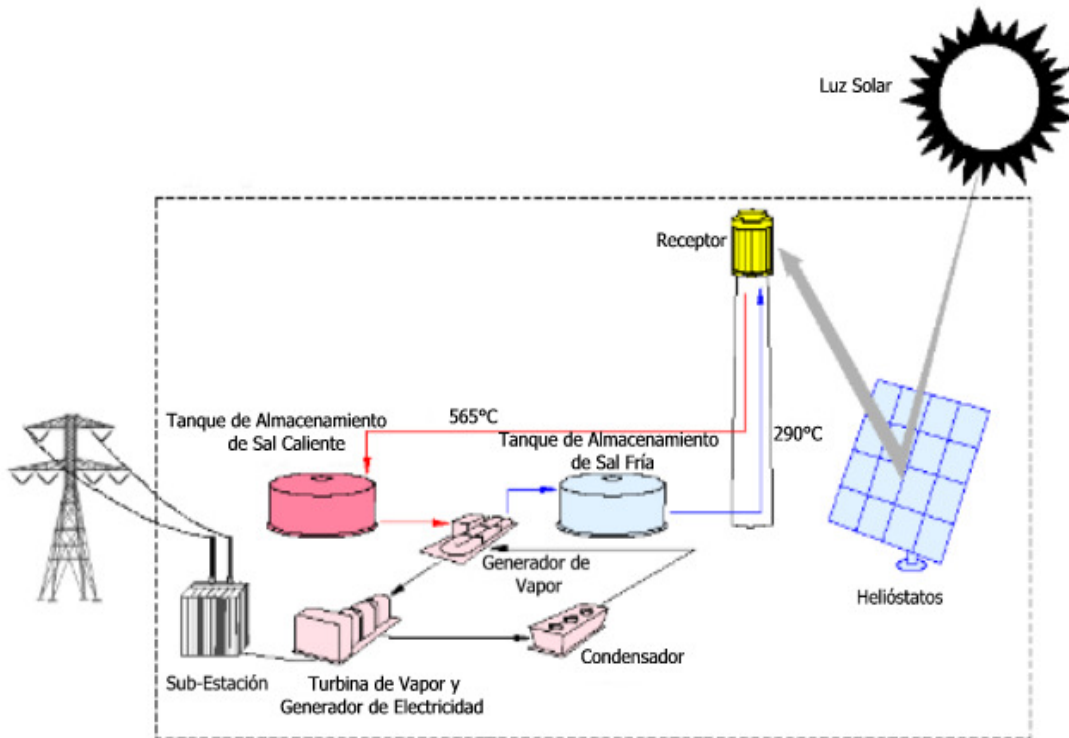 Luz Solar
Receptor
Tanque de Almacenamiento
de Sal Caliente
565°C
Tanque de Almacenamiento
de Sal Fría
290°C
Generador de
Vapor
Helióstatos
Condensador
Sub-Estación
Turbina de Vapor y
Generador de Electricidad